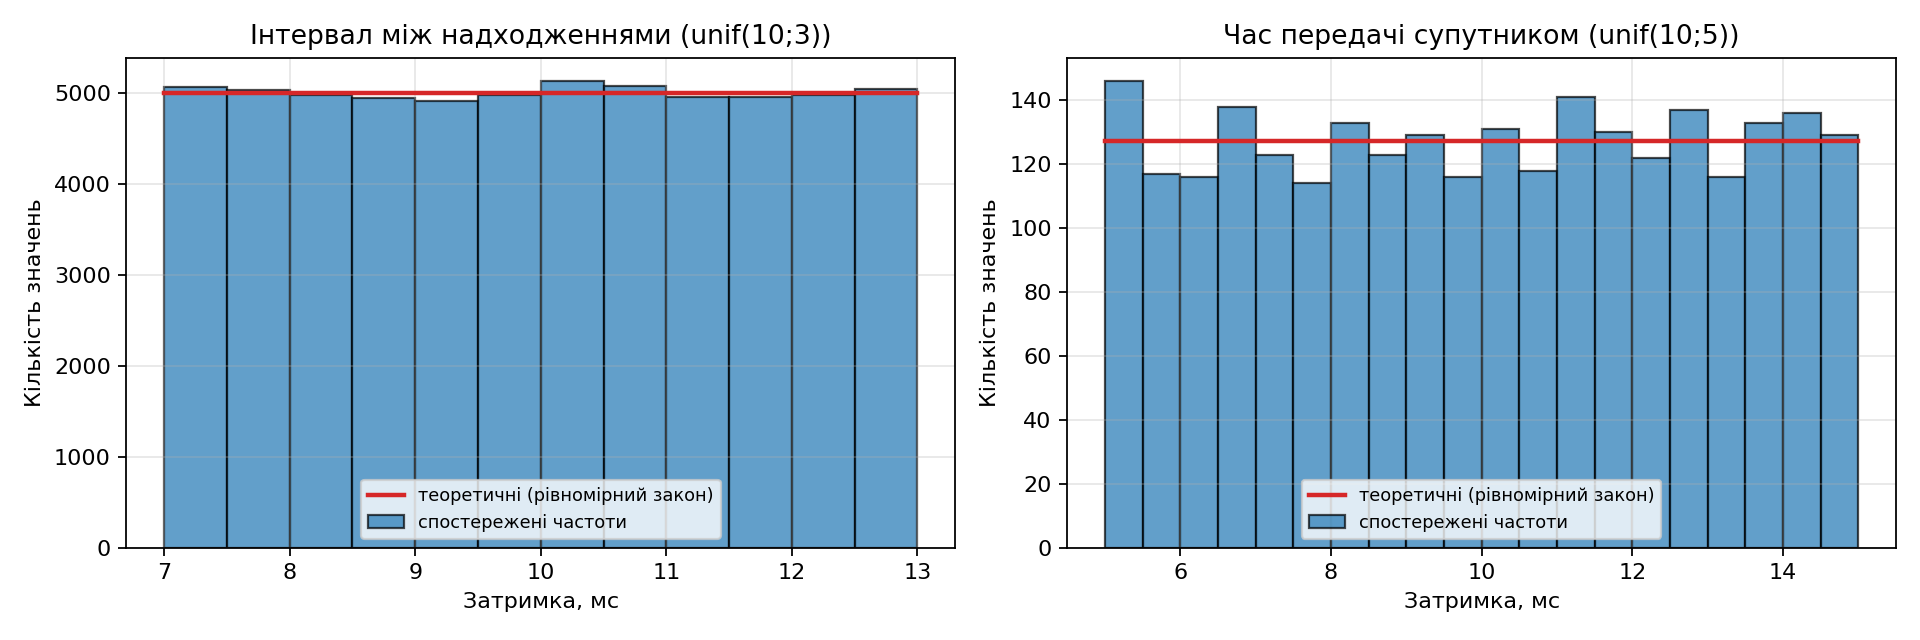 Інтервал між надходженнями (unif(10;3))
Кількість значень
5000
4000
3000
2000
1000
0
теоретичні (рівномірний закон)
спостережені частоти
7 8 9 10 11 12 13
Затримка, мс
Час передачі супутником (unif(10;5))
Кількість значень
140
120
100
80
60
40
20
0
теоретичні (рівномірний закон)
спостережені частоти
6 8 10 12 14
Затримка, мс